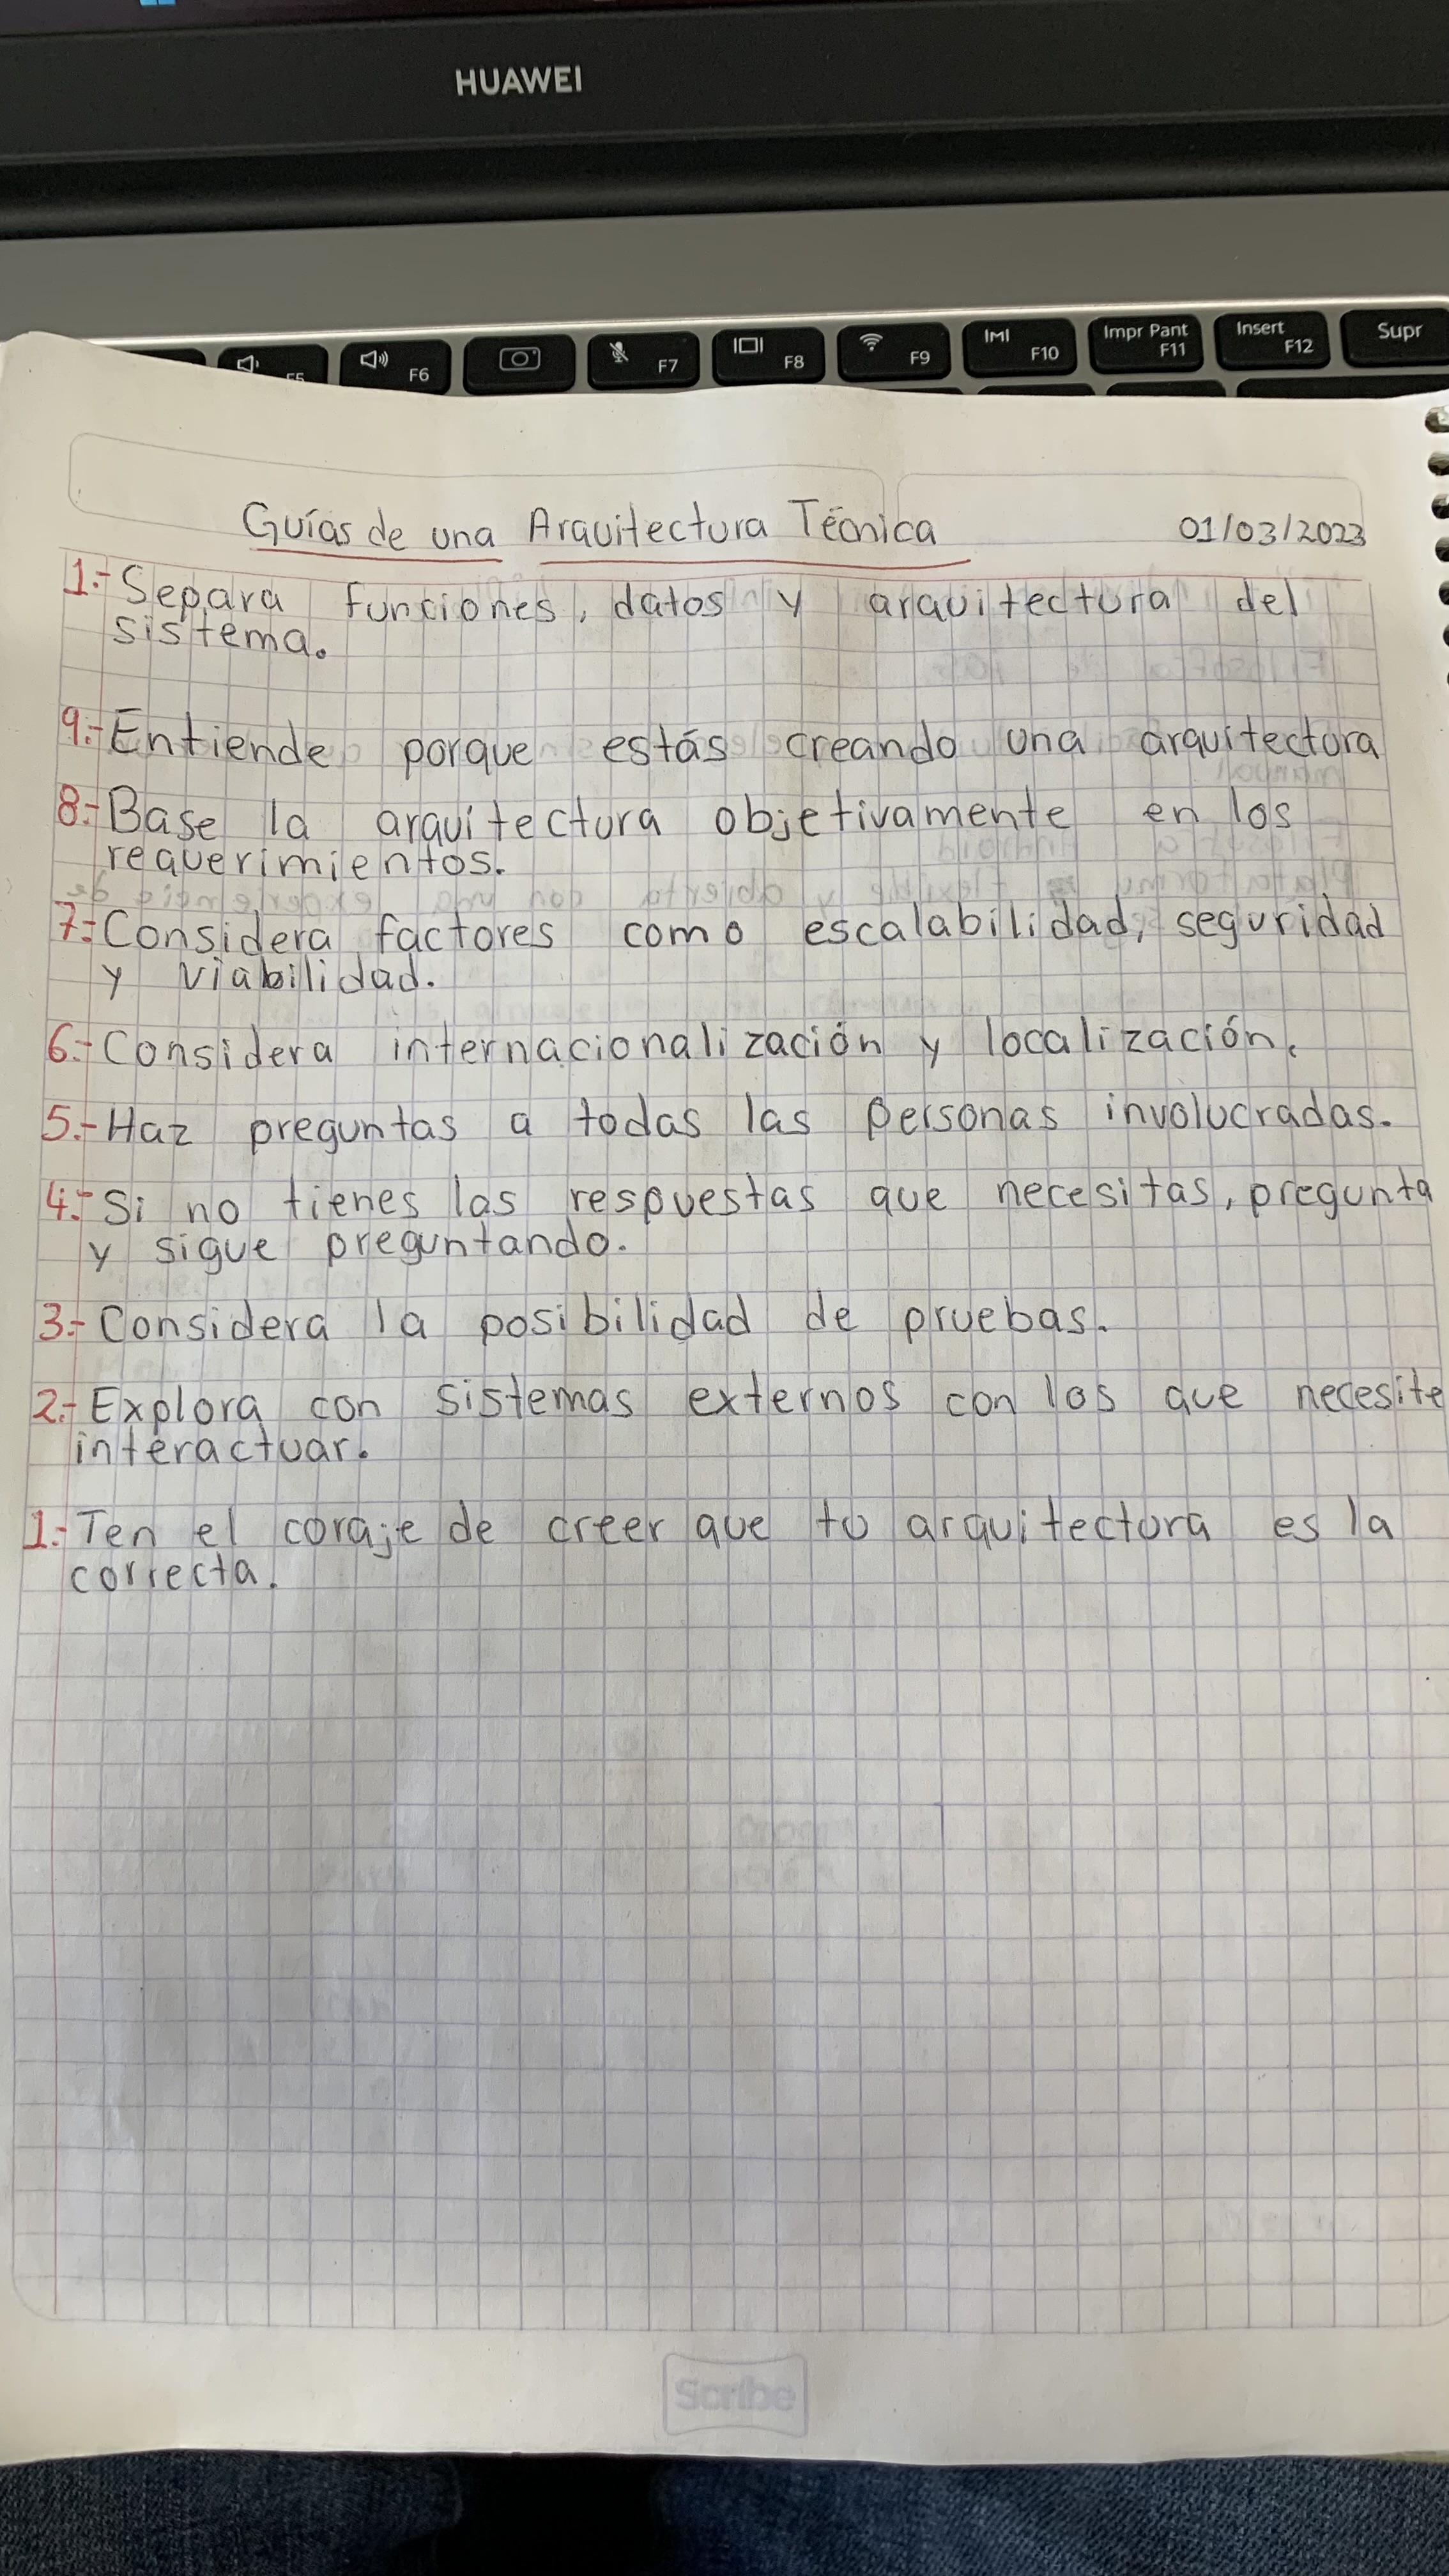 HUAWEI
F5
F6
F7
F8
F9
F10
Impr Pant
F11
Insert
F12
Supr
Guías de una Arquitectura Técnica 01/03/2023
1.- Separa funciones, datos y arquitectura del
sistema.
9.- Entiende porque estás creando una arquitectura
8.- Base la arquitectura objetivamente en los
requerimientos.
7.- Considera factores como escalabilidad, seguridad
y viabilidad.
6.- Considera internacionalización y localización.
5.- Haz preguntas a todas las personas involucradas.
4.- Si no tienes las respuestas que necesitas, pregunta
y sigue preguntando.
3.- Considera la posibilidad de pruebas.
2.- Explora con sistemas externos con los que necesite
interactuar.
1.- Ten el coraje de creer que tu arquitectura es la
correcta.
Scribe